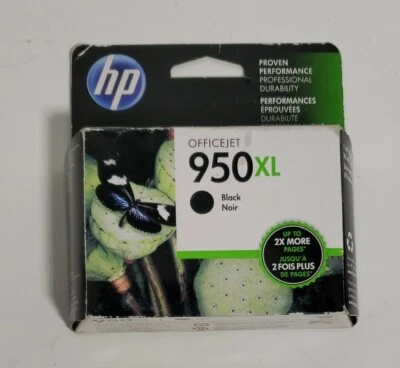 hp
PROVEN
PERFORMANCE
PROFESSIONAL
DURABILITY
PERFORMANCES
ÉPROUVÉES
DURABILITÉ
OFFICEJET
950XL
Black
Noir
UP TO
2X MORE
PAGES*
JUSQU'À
2 FOIS PLUS
DE PAGES*